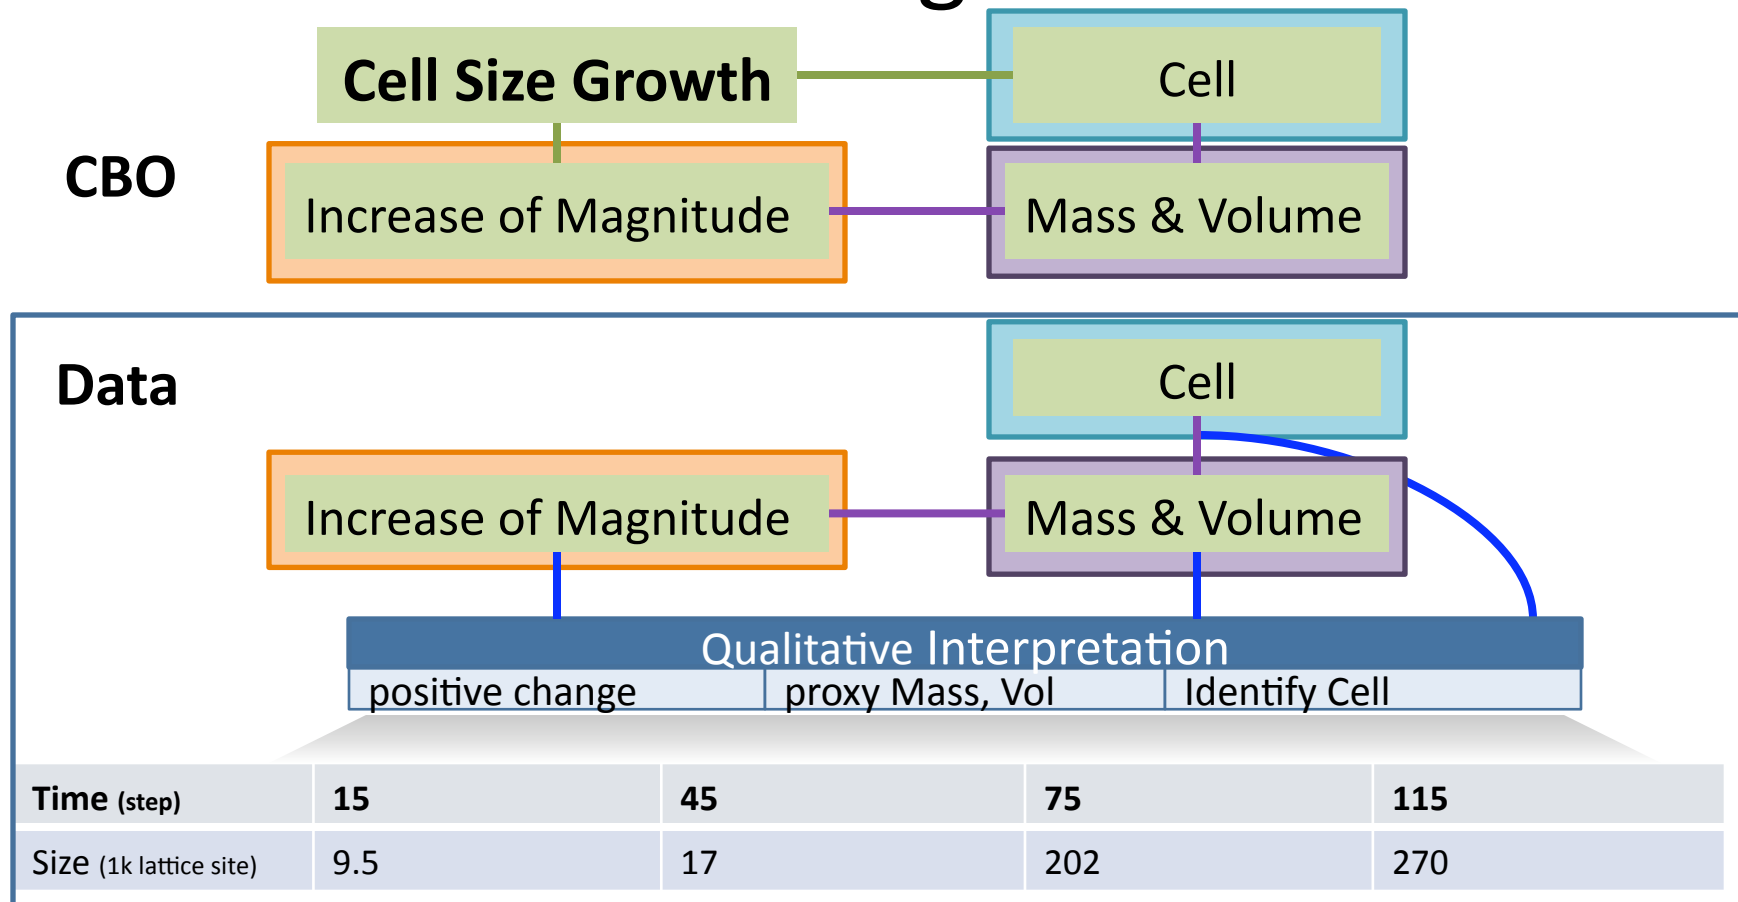 Cell Size Growth
Cell
CBO
Increase of Magnitude
Mass & Volume
Data
Cell
Increase of Magnitude
Mass & Volume
Qualitative Interpretation
positive change proxy Mass, Vol Identify Cell
Time (step) 15 45 75 115
Size (1k lattice site) 9.5 17 202 270